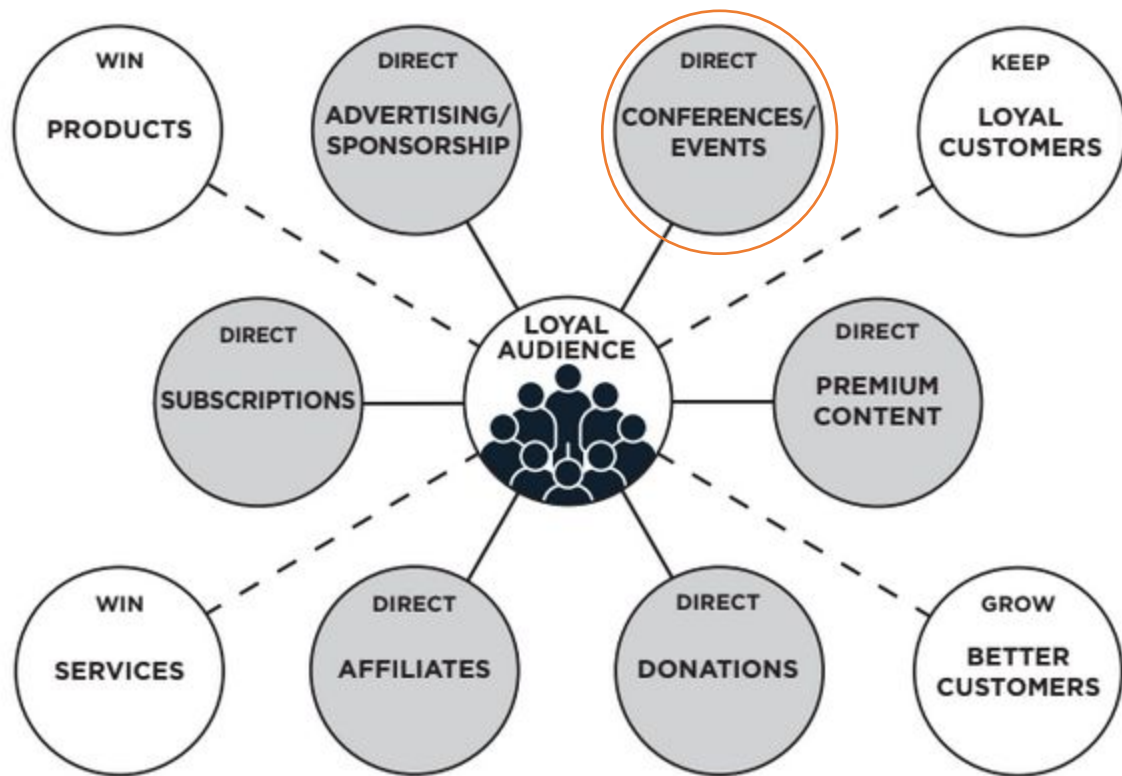 WIN
PRODUCTS
DIRECT
ADVERTISING/
SPONSORSHIP
DIRECT
CONFERENCES/
EVENTS
KEEP
LOYAL
CUSTOMERS
DIRECT
SUBSCRIPTIONS
LOYAL
AUDIENCE
DIRECT
PREMIUM
CONTENT
WIN
SERVICES
DIRECT
AFFILIATES
DIRECT
DONATIONS
GROW
BETTER
CUSTOMERS